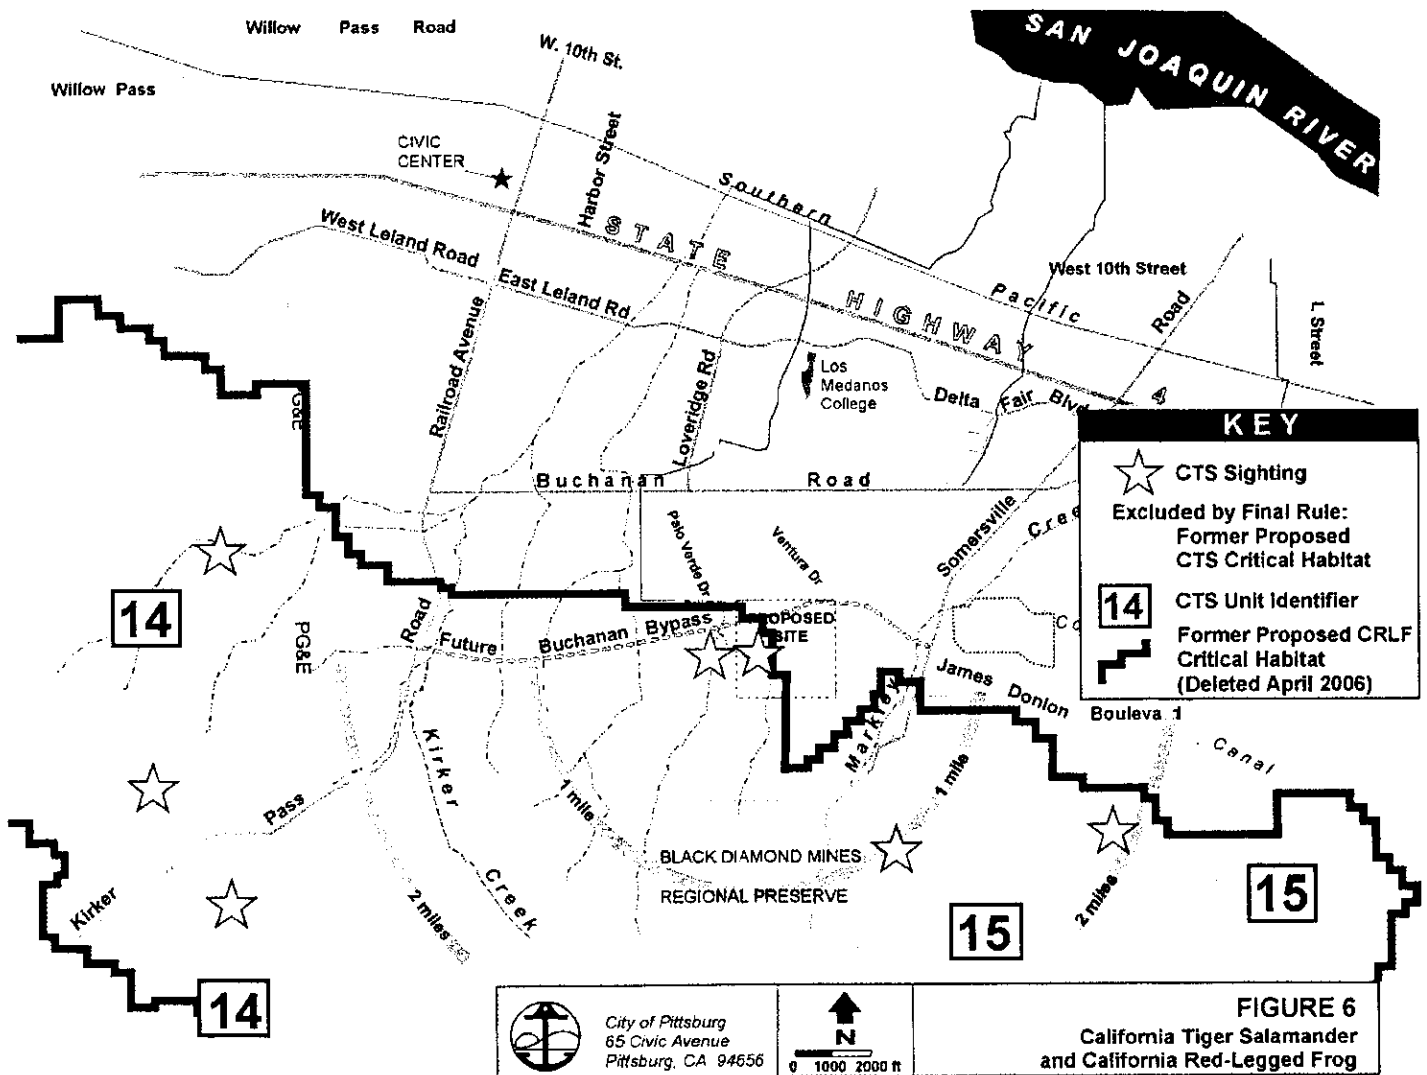 Willow Pass Road
W. 10th St.
SAN JOAQUIN RIVER
Willow Pass
CIVIC
CENTER
Harbor Street
Southern
STATE
West Leland Road
East Leland Rd
West 10th Street
Pacific
HIGHWAY
Road
L Street
Railroad Avenue
Loveridge Rd
Los
Medanos
College
Delta Fair Blvd
4
Buchanan Road
Palo Verde Dr
Ventura Dr
Somersville
Cree
KEY
CTS Sighting
Excluded by Final Rule:
Former Proposed
CTS Critical Habitat
14 CTS Unit Identifier
Former Proposed CRLF
Critical Habitat
(Deleted April 2006)
14
PG&E
Road
Future Buchanan Bypass
PROPOSED
SITE
Markley
James Donlon
Bouleva
Canal
Kirker
Creek
Pass
Kirker
1 mile
1 mile
2 miles
2 miles
BLACK DIAMOND MINES
REGIONAL PRESERVE
15
15
14
City of Pittsburg
65 Civic Avenue
Pittsburg, CA 94656
N
0 1000 2000 ft
FIGURE 6
California Tiger Salamander
and California Red-Legged Frog